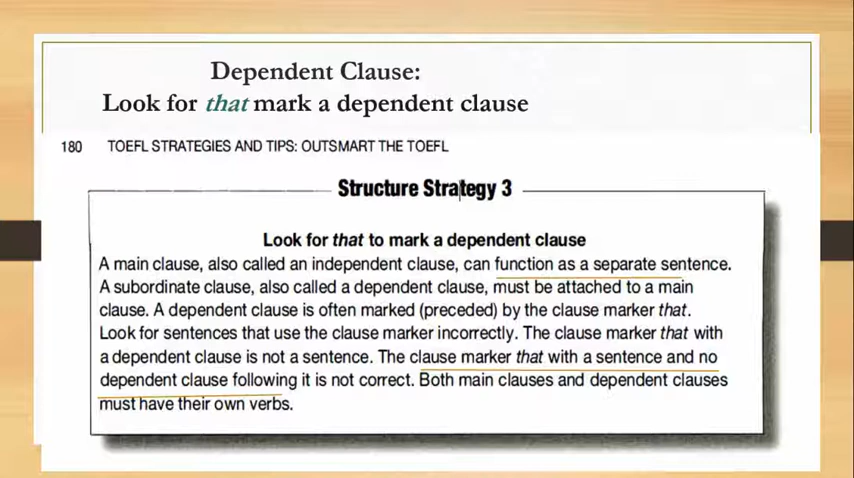 Dependent Clause:
Look for that mark a dependent clause
180 TOEFL STRATEGIES AND TIPS: OUTSMART THE TOEFL
Structure Strategy 3
Look for that to mark a dependent clause
A main clause, also called an independent clause, can function as a separate sentence.
A subordinate clause, also called a dependent clause, must be attached to a main
clause. A dependent clause is often marked (preceded) by the clause marker that.
Look for sentences that use the clause marker incorrectly. The clause marker that with
a dependent clause is not a sentence. The clause marker that with a sentence and no
dependent clause following it is not correct. Both main clauses and dependent clauses
must have their own verbs.